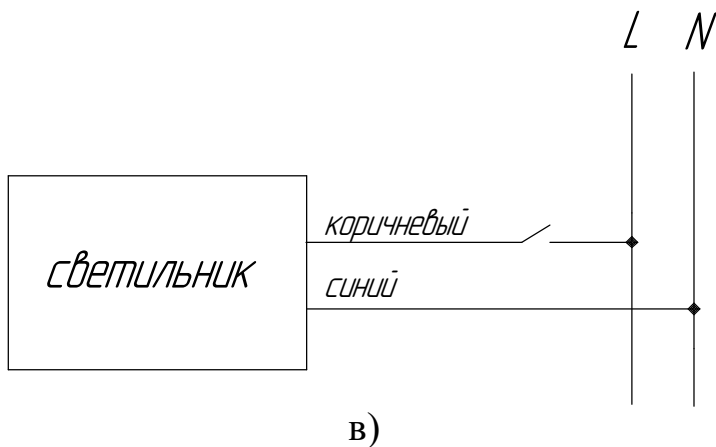 L N
коричневый
светильник
синий
в)